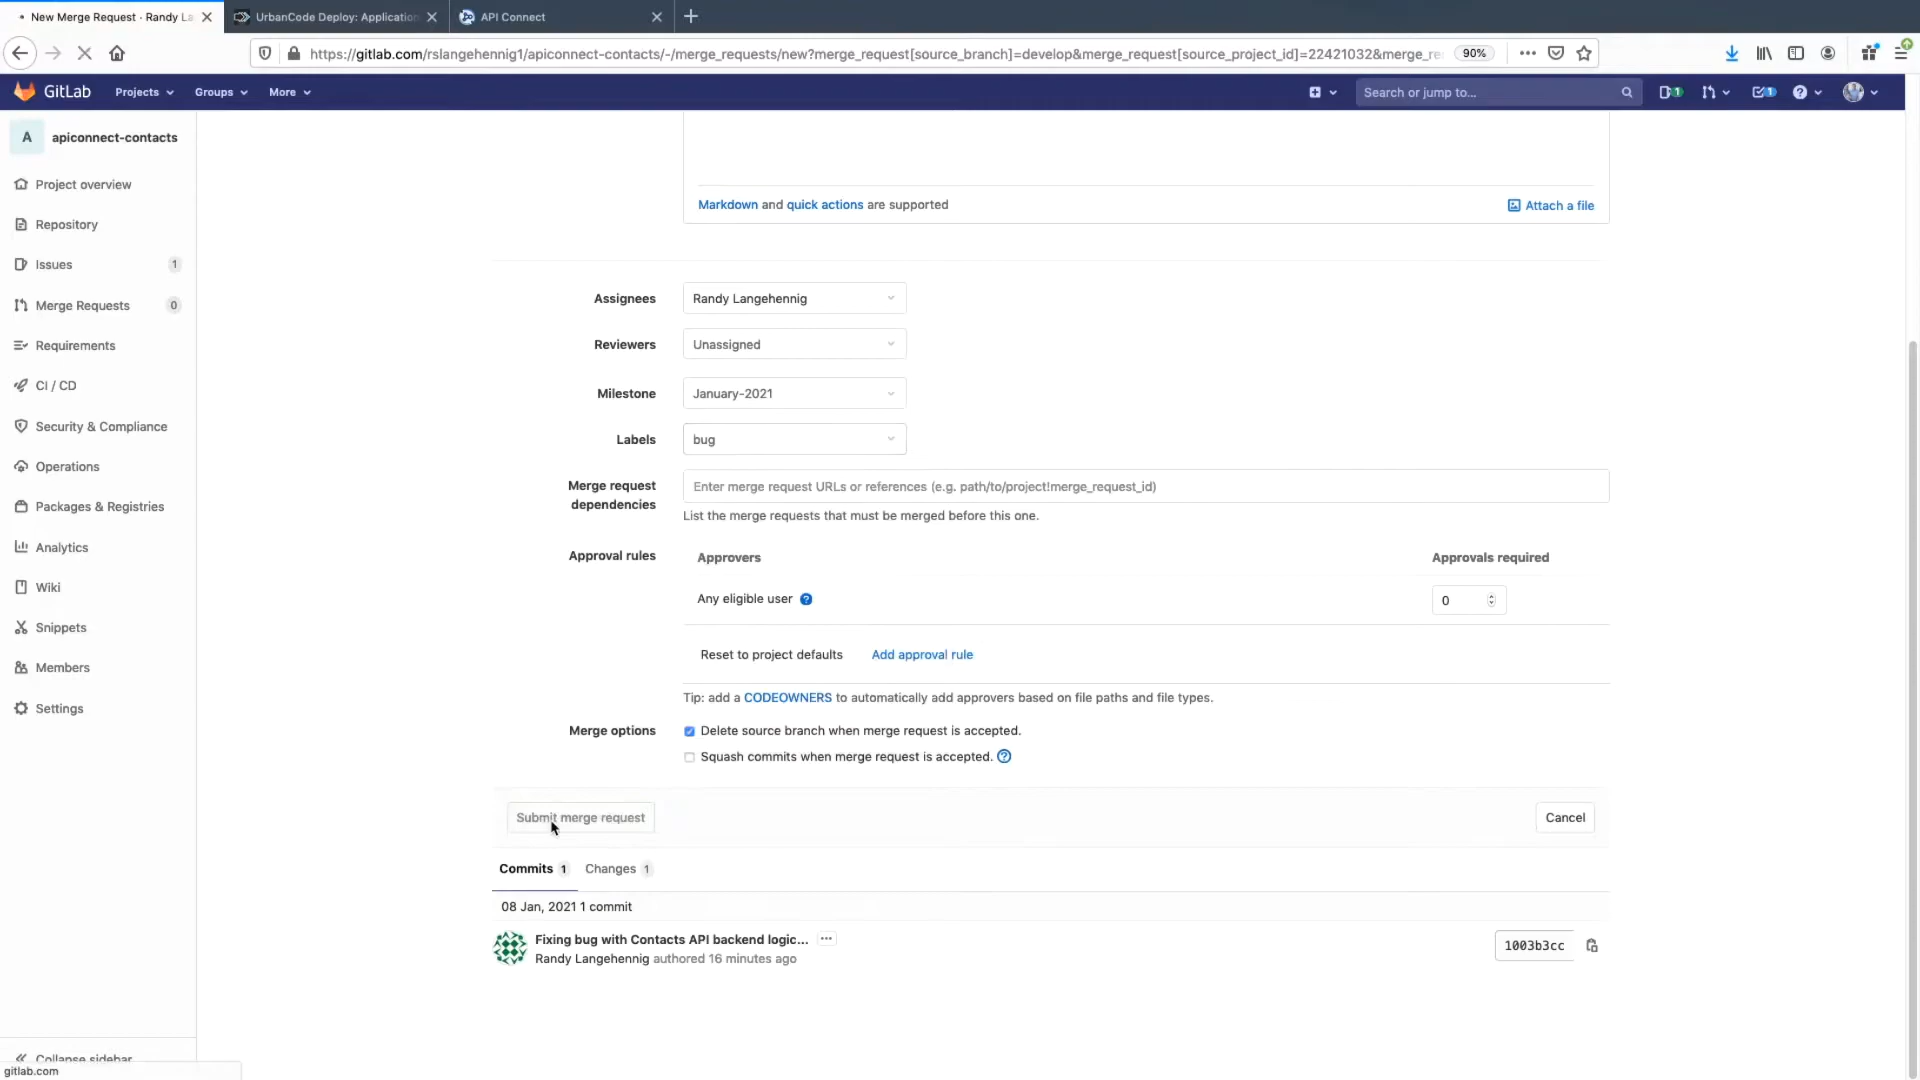 New Merge Request · Randy La
UrbanCode Deploy: Application
API Connect
https://gitlab.com/rslangehennig1/apiconnect-contacts/-/merge_requests/new?merge_request[source_branch]=develop&merge_request[source_project_id]=22421032&merge_re
90%
GitLab
Projects
Groups
More
Search or jump to...
1
1
A
apiconnect-contacts
Project overview
Repository
Issues 1
Merge Requests 0
Requirements
CI / CD
Security & Compliance
Operations
Packages & Registries
Analytics
Wiki
Snippets
Members
Settings
Collapse sidebar
gitlab.com
Markdown and quick actions are supported
Attach a file
Assignees
Randy Langehennig
Reviewers
Unassigned
Milestone
January-2021
Labels
bug
Merge request
dependencies
Enter merge request URLs or references (e.g. path/to/project!merge_request_id)
List the merge requests that must be merged before this one.
Approval rules
Approvers
Approvals required
Any eligible user
0
Reset to project defaults
Add approval rule
Tip: add a CODEOWNERS to automatically add approvers based on file paths and file types.
Merge options
Delete source branch when merge request is accepted.
Squash commits when merge request is accepted.
Submit merge request
Cancel
Commits 1
Changes 1
08 Jan, 2021 1 commit
Fixing bug with Contacts API backend logic...
Randy Langehennig authored 16 minutes ago
1003b3cc